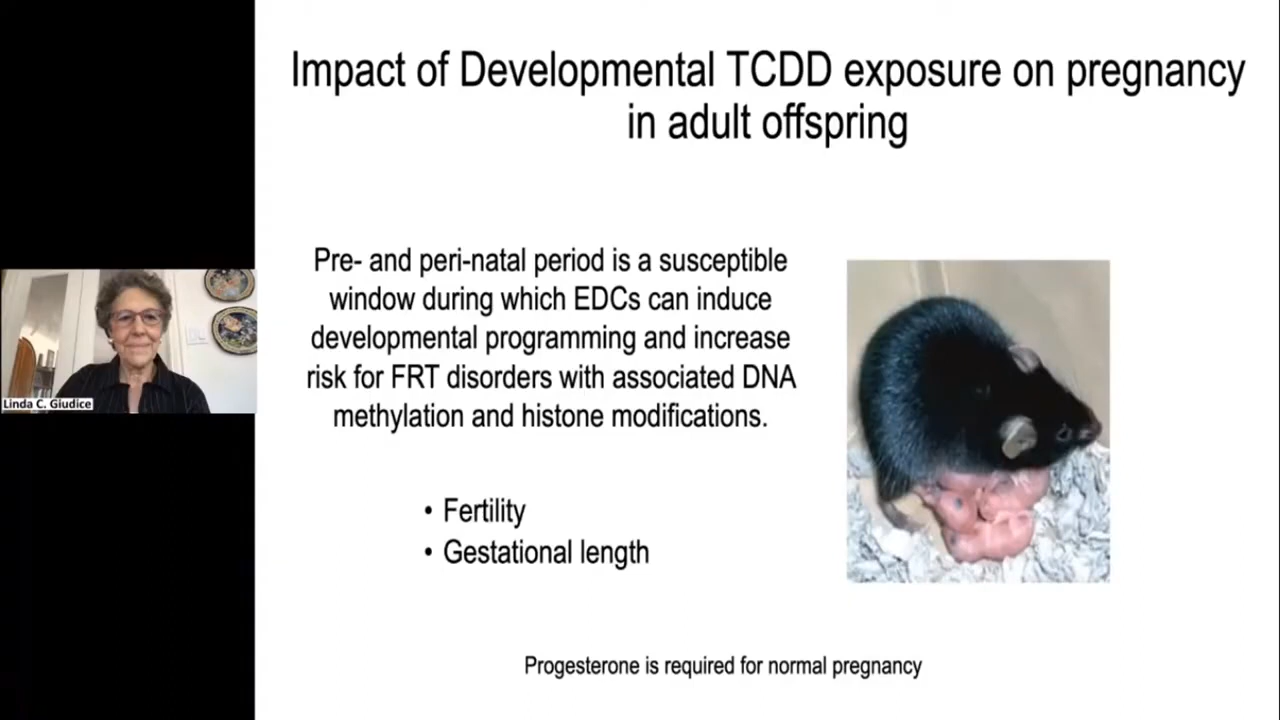 Impact of Developmental TCDD exposure on pregnancy
in adult offspring
Pre- and peri-natal period is a susceptible
window during which EDCs can induce
developmental programming and increase
risk for FRT disorders with associated DNA
methylation and histone modifications.
• Fertility
• Gestational length
Progesterone is required for normal pregnancy
Linda C. Giudice